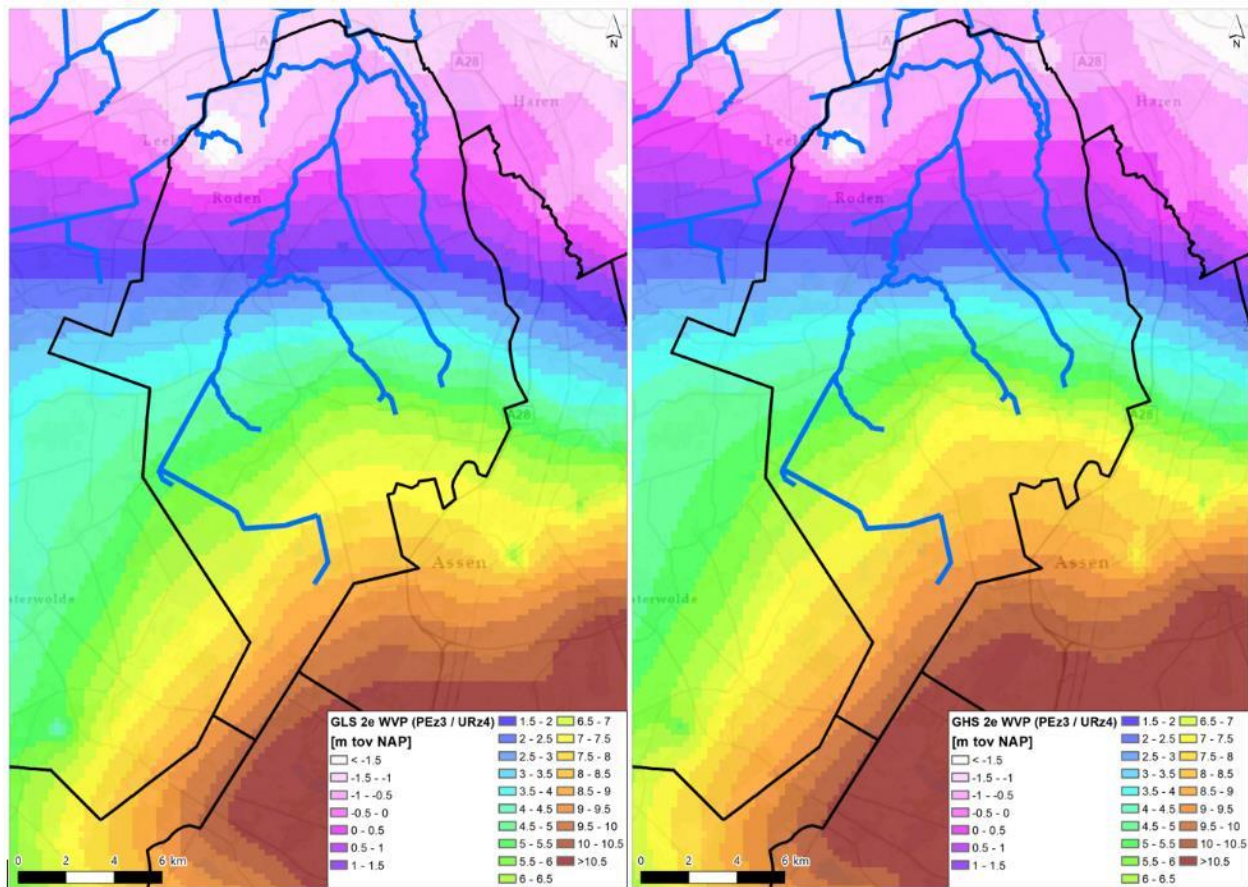 N
A28
Haren
Leek
Roden
A28
Assen
GLS 2e WVP (PEz3 / URz4)
[m tov NAP]
< -1.5
-1.5 - -1
-1 - -0.5
-0.5 - 0
0 - 0.5
0.5 - 1
1 - 1.5
1.5 - 2
2 - 2.5
2.5 - 3
3 - 3.5
3.5 - 4
4 - 4.5
4.5 - 5
5 - 5.5
5.5 - 6
6 - 6.5
6.5 - 7
7 - 7.5
7.5 - 8
8 - 8.5
8.5 - 9
9 - 9.5
9.5 - 10
10 - 10.5
>10.5
0 2 4 6 km
N
A28
Haren
Roden
A28
Assen
GHS 2e WVP (PEz3 / URz4)
[m tov NAP]
< -1.5
-1.5 - -1
-1 - -0.5
-0.5 - 0
0 - 0.5
0.5 - 1
1 - 1.5
1.5 - 2
2 - 2.5
2.5 - 3
3 - 3.5
3.5 - 4
4 - 4.5
4.5 - 5
5 - 5.5
5.5 - 6
6 - 6.5
6.5 - 7
7 - 7.5
7.5 - 8
8 - 8.5
8.5 - 9
9 - 9.5
9.5 - 10
10 - 10.5
>10.5
0 2 4 6 km